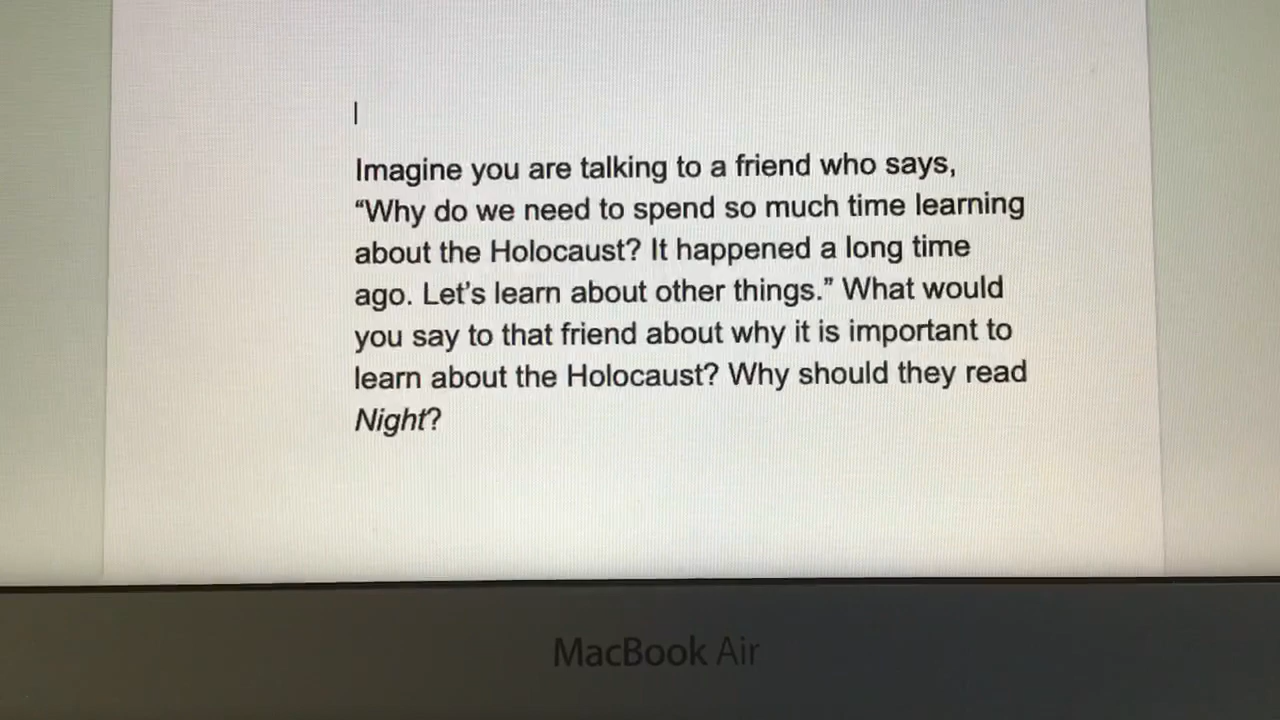 Imagine you are talking to a friend who says,
“Why do we need to spend so much time learning
about the Holocaust? It happened a long time
ago. Let’s learn about other things.” What would
you say to that friend about why it is important to
learn about the Holocaust? Why should they read
Night?
MacBook Air